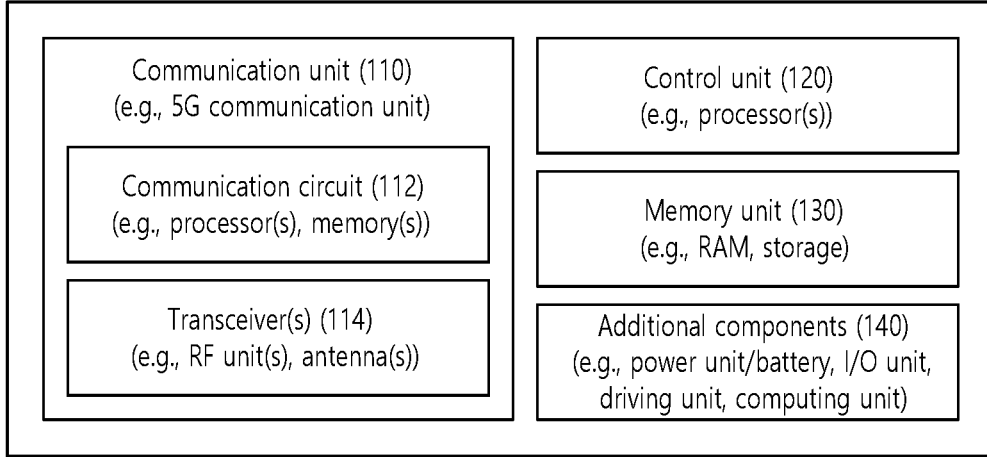 Communication unit (110)
(e.g., 5G communication unit)
Communication circuit (112)
(e.g., processor(s), memory(s))
Transceiver(s) (114)
(e.g., RF unit(s), antenna(s))
Control unit (120)
(e.g., processor(s))
Memory unit (130)
(e.g., RAM, storage)
Additional components (140)
(e.g., power unit/battery, I/O unit,
driving unit, computing unit)